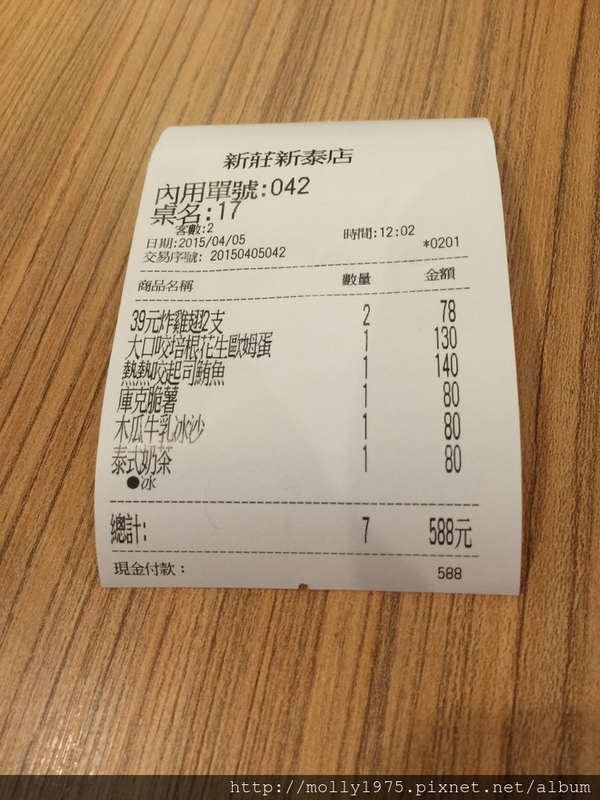 新莊新泰店
內用單號:042
桌名:17
客數:2
日期:2015/04/05 時間:12:02
交易序號: 20150405042 *0201
商品名稱 數量 金額
39元炸雞翅2支 2 78
大口咬培根花生歐姆蛋 1 130
熱熱咬起司鮪魚 1 140
庫克脆薯 1 80
木瓜牛乳冰沙 1 80
泰式奶茶 1 80
●冰
總計: 7 588元
現金付款: 588
http://molly1975.pixnet.net/album